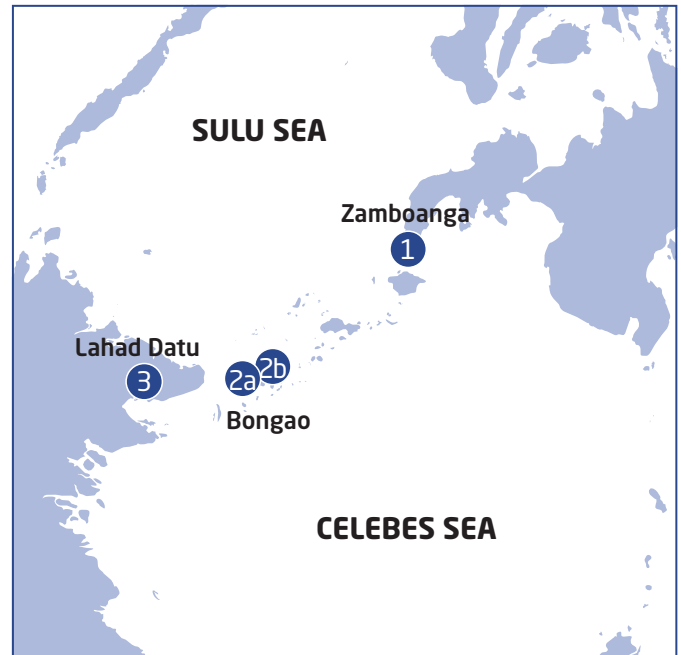 SULU SEA
Zamboanga
1
Lahad Datu
3
2a
2b
Bongao
CELEBES SEA